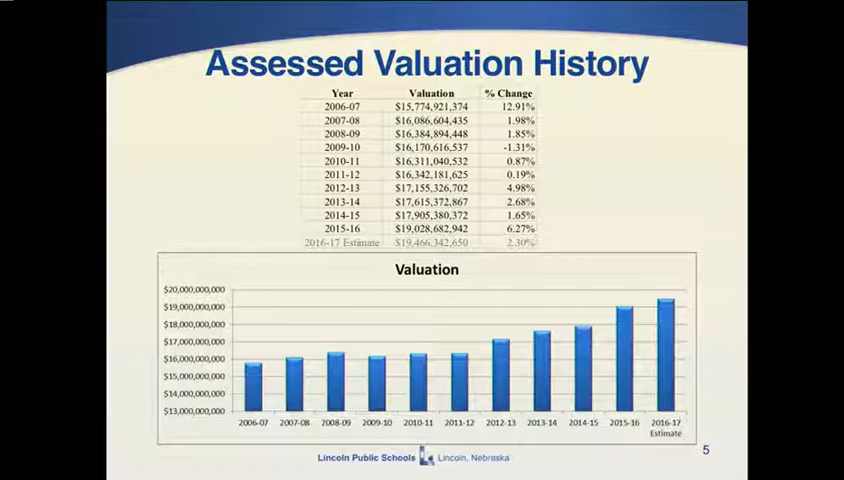 Assessed Valuation History
Year Valuation % Change
2006-07 $15,774,921,374 12.91%
2007-08 $16,086,604,435 1.98%
2008-09 $16,384,894,448 1.85%
2009-10 $16,170,616,537 -1.31%
2010-11 $16,311,040,532 0.87%
2011-12 $16,342,181,625 0.19%
2012-13 $17,155,326,702 4.98%
2013-14 $17,615,372,867 2.68%
2014-15 $17,905,380,372 1.65%
2015-16 $19,028,682,942 6.27%
2016-17 Estimate $19,466,342,650 2.30%
Valuation
$20,000,000,000
$19,000,000,000
$18,000,000,000
$17,000,000,000
$16,000,000,000
$15,000,000,000
$14,000,000,000
$13,000,000,000
2006-07 2007-08 2008-09 2009-10 2010-11 2011-12 2012-13 2013-14 2014-15 2015-16 2016-17
Estimate
Lincoln Public Schools Lincoln, Nebraska
5